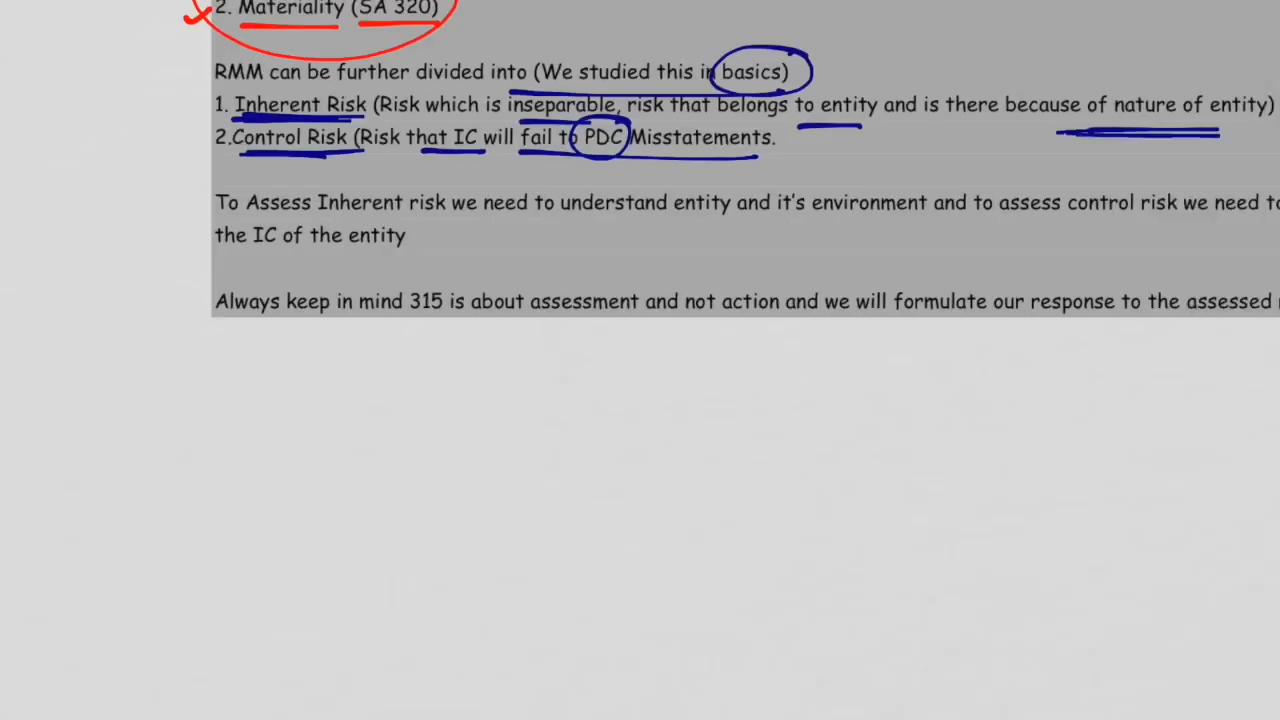 2. Materiality (SA 320)
RMM can be further divided into (We studied this in basics)
1. Inherent Risk (Risk which is inseparable, risk that belongs to entity and is there because of nature of entity)
2.Control Risk (Risk that IC will fail to PDC Misstatements.
To Assess Inherent risk we need to understand entity and it's environment and to assess control risk we need to
the IC of the entity
Always keep in mind 315 is about assessment and not action and we will formulate our response to the assessed